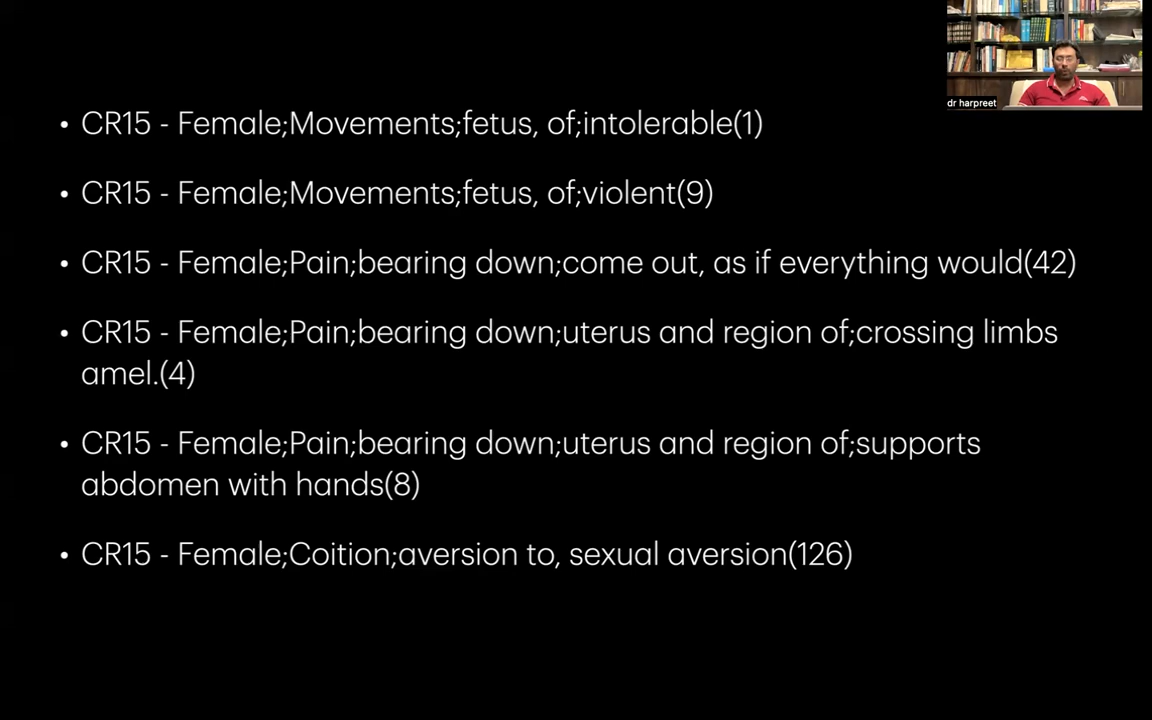 dr harpreet
• CR15 - Female;Movements;fetus, of;intolerable(1)
• CR15 - Female;Movements;fetus, of;violent(9)
• CR15 - Female;Pain;bearing down;come out, as if everything would(42)
• CR15 - Female;Pain;bearing down;uterus and region of;crossing limbs
amel.(4)
• CR15 - Female;Pain;bearing down;uterus and region of;supports
abdomen with hands(8)
• CR15 - Female;Coition;aversion to, sexual aversion(126)